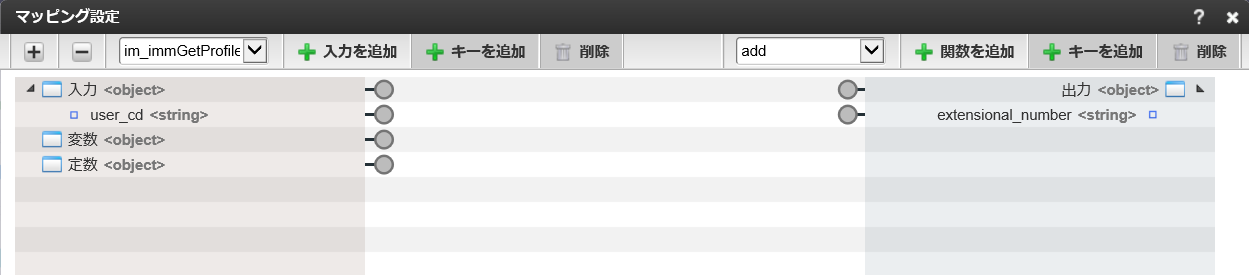 マッピング設定 ?
im_immGetProfile 入力を追加 キーを追加 削除 add 関数を追加 キーを追加 削除
入力 <object> 出力 <object>
user_cd <string> extensional_number <string>
変数 <object>
定数 <object>